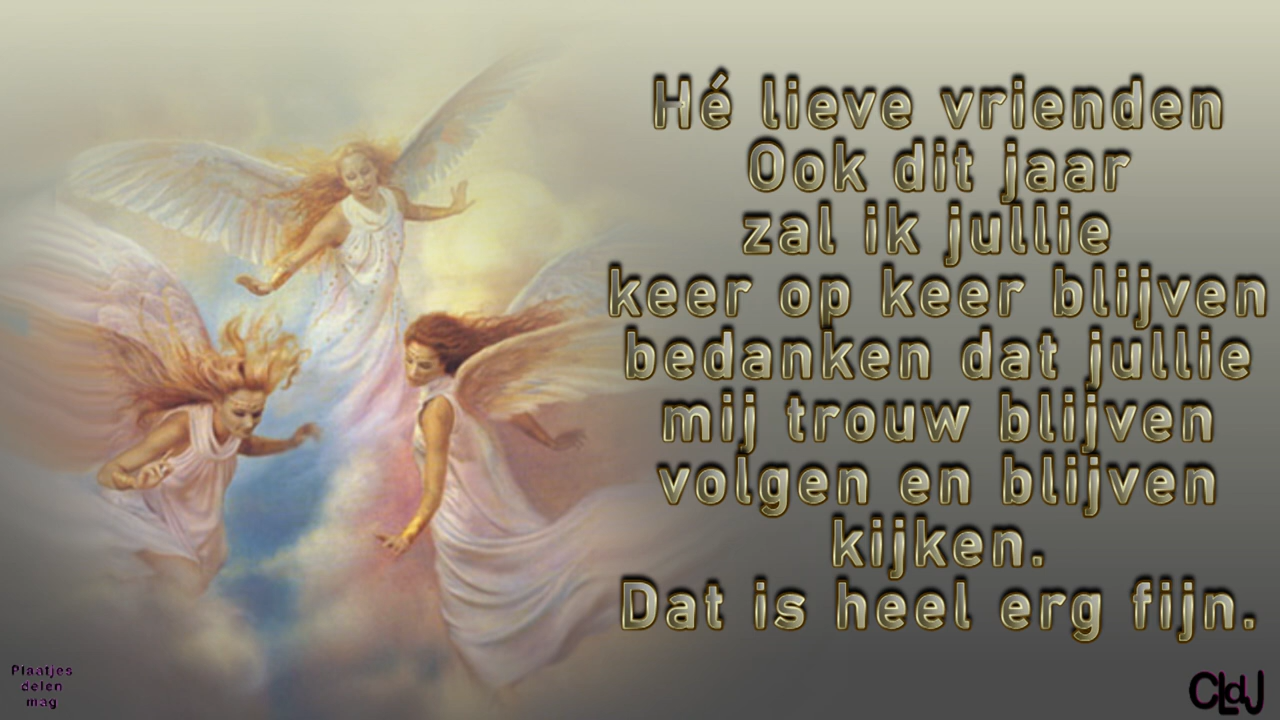 Hé lieve vrienden
Ook dit jaar
zal ik jullie
keer op keer blijven
bedanken dat jullie
mij trouw blijven
volgen en blijven
kijken.
Dat is heel erg fijn.
Plaatjes
delen
mag
CLdJ